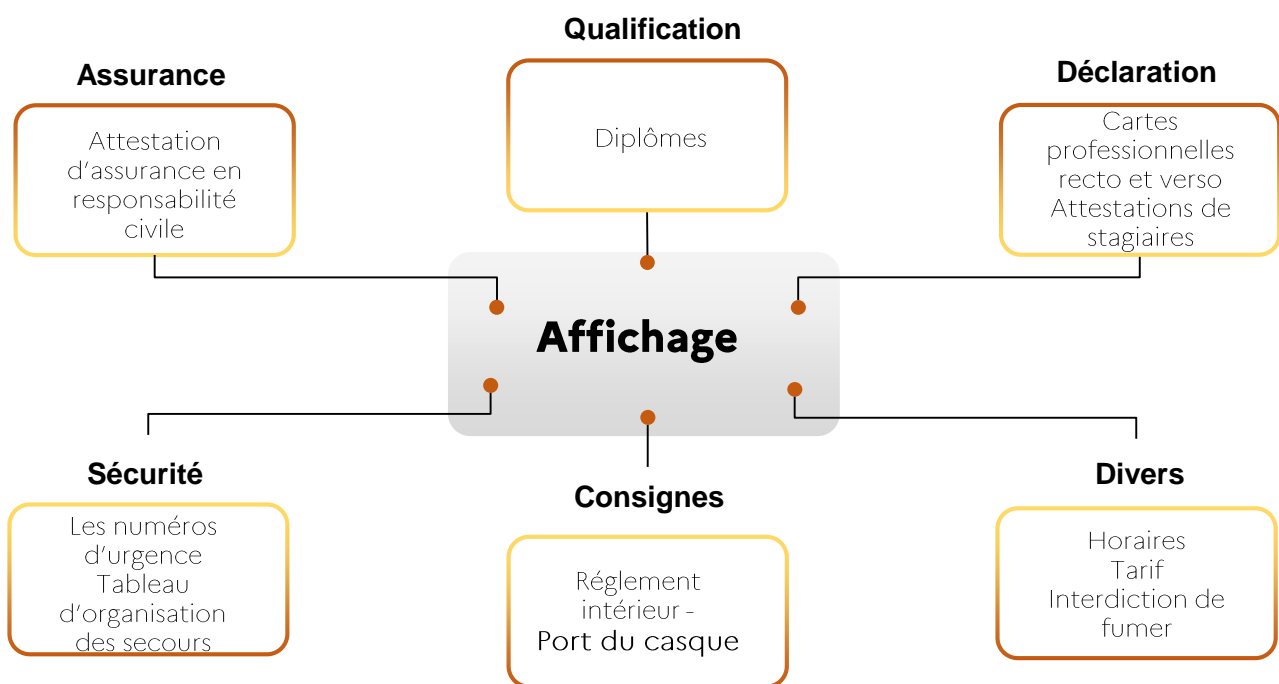 Qualification
Diplômes
Assurance
Attestation
d'assurance en
responsabilité
civile
Déclaration
Cartes
professionnelles
recto et verso
Attestations de
stagiaires
Affichage
Sécurité
Les numéros
d'urgence
Tableau
d'organisation
des secours
Consignes
Réglement
intérieur -
Port du casque
Divers
Horaires
Tarif
Interdiction de
fumer